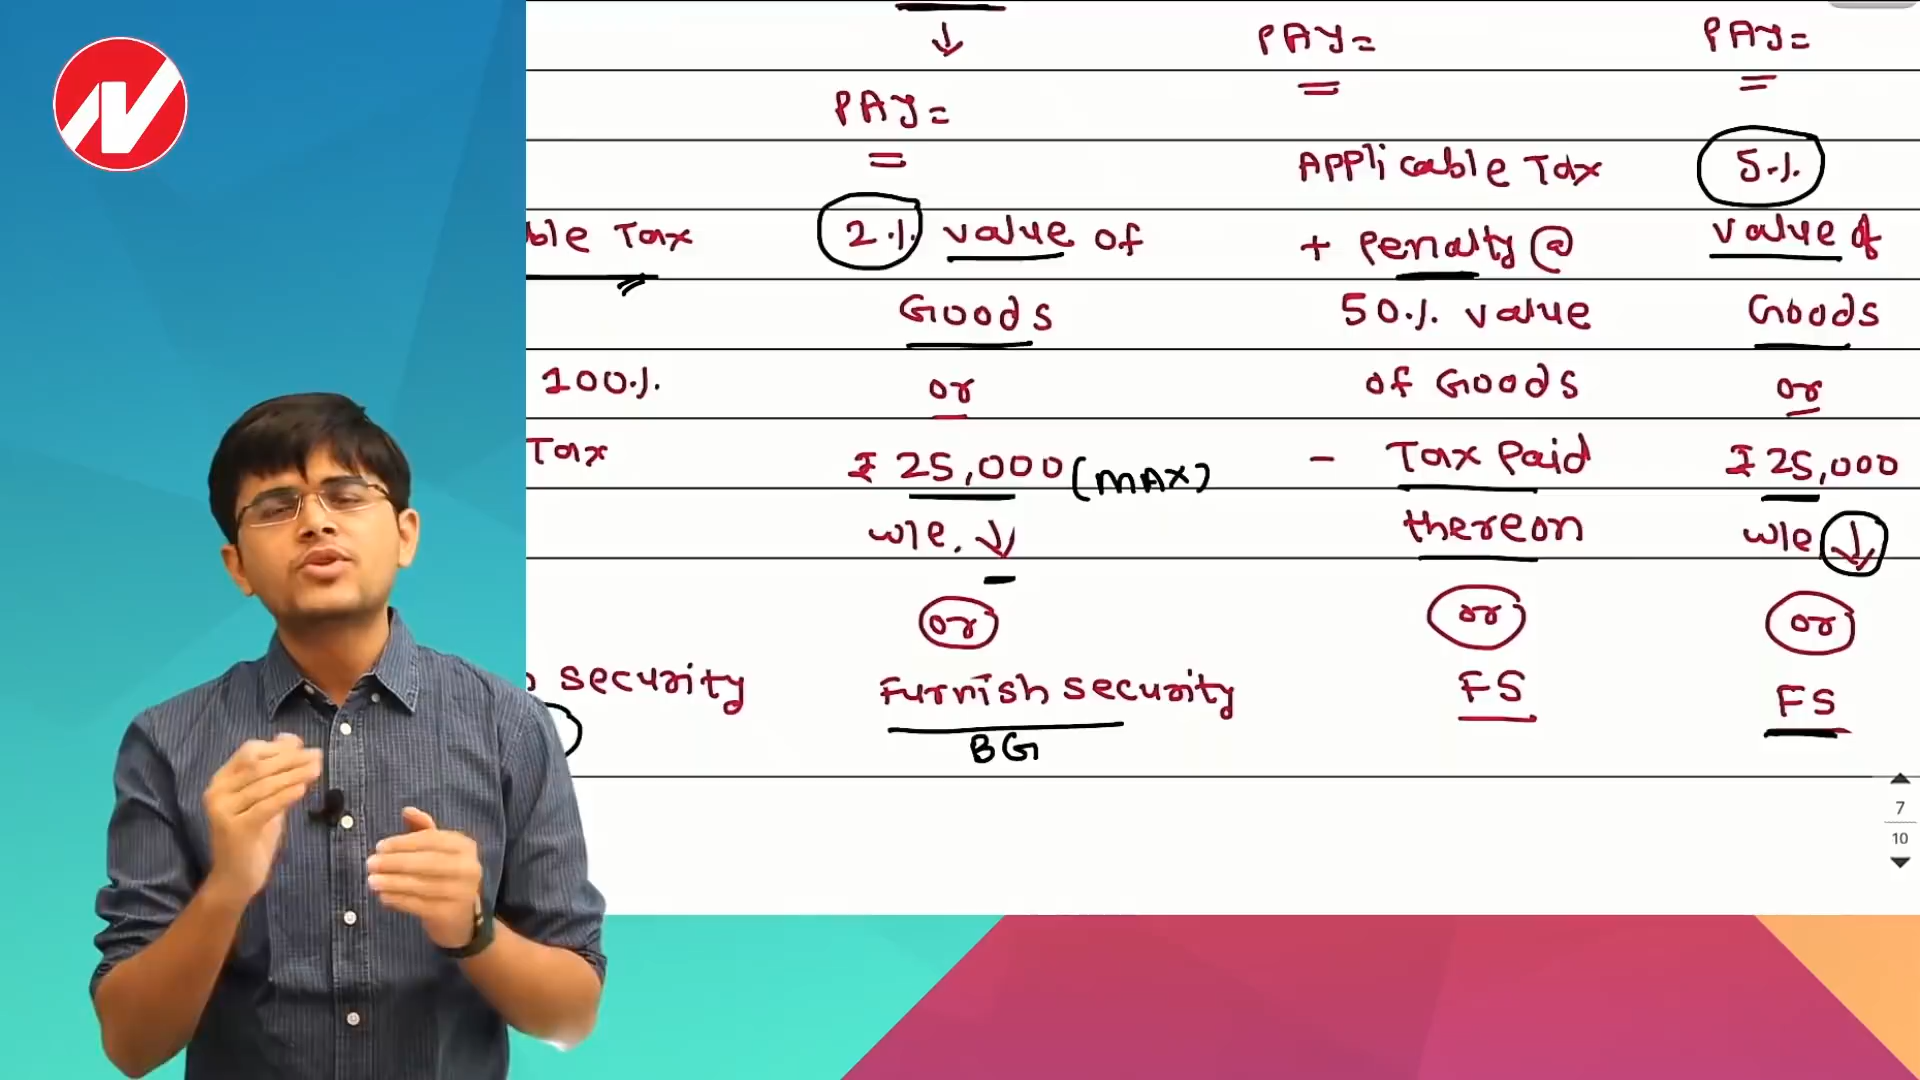 PAY=
PAY=
PAY=
Applicable Tax
5%
ble Tax
2% value of
+ Penalty @
value of
Goods
50% value
Goods
100%
or
of Goods
or
Tax
₹ 25,000 (MAX)
- Tax Paid
₹ 25,000
w/e. ↓
thereon
w/e ↓
or
or
or
security
Furnish security
FS
FS
BG
7
10